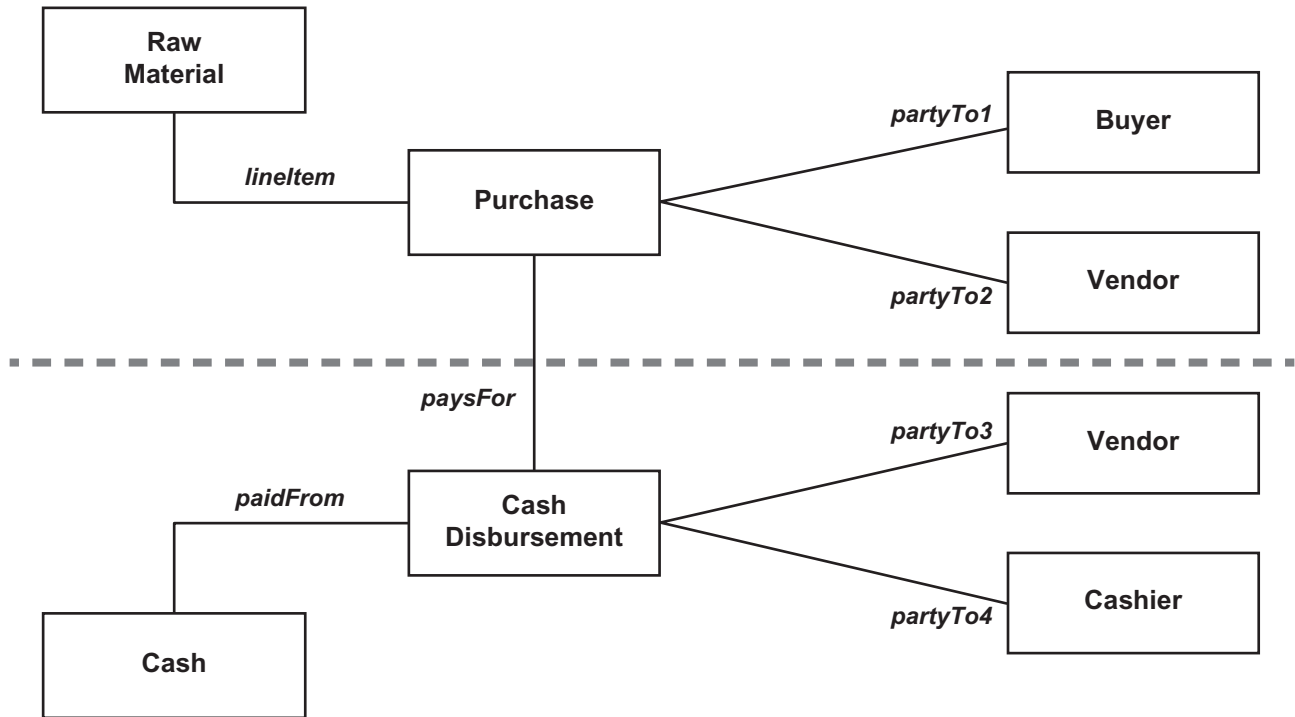 Raw
Material
lineItem
Purchase
partyTo1
Buyer
partyTo2
Vendor
paysFor
paidFrom
Cash
Disbursement
partyTo3
Vendor
partyTo4
Cashier
Cash